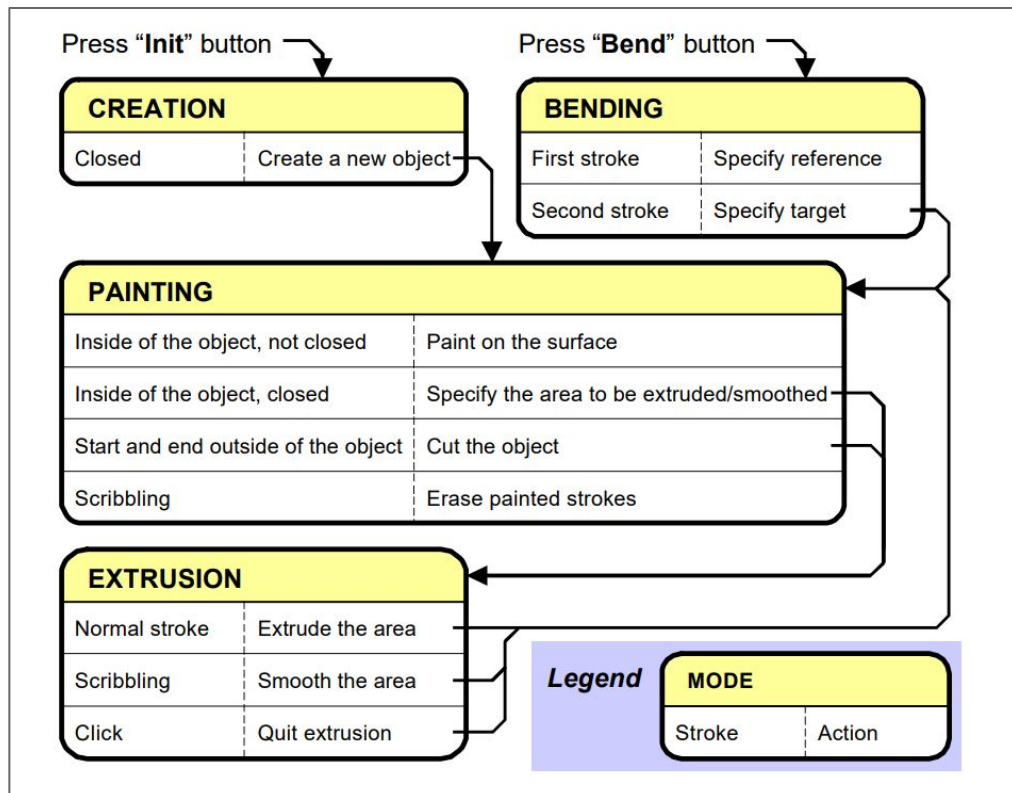 Press “Init” button
Press “Bend” button
CREATION
Closed Create a new object
BENDING
First stroke Specify reference
Second stroke Specify target
PAINTING
Inside of the object, not closed Paint on the surface
Inside of the object, closed Specify the area to be extruded/smoothed
Start and end outside of the object Cut the object
Scribbling Erase painted strokes
EXTRUSION
Normal stroke Extrude the area
Scribbling Smooth the area
Click Quit extrusion
Legend
MODE
Stroke Action